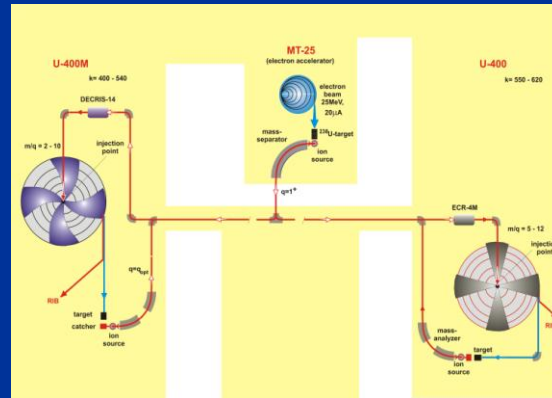 U-400M
k= 400 - 540
DECRIS-14
m/q = 2 - 10
injection
point
RIB
target
catcher
ion
source
q=qopt
MT-25
(electron accelerator)
electron
beam
25MeV,
20µA
mass-
separator
238U-target
ion
source
q=1+
U-400
k= 550 - 620
ECR-4M
m/q = 5 - 12
injection
point
mass-
analyzer
target
ion
source